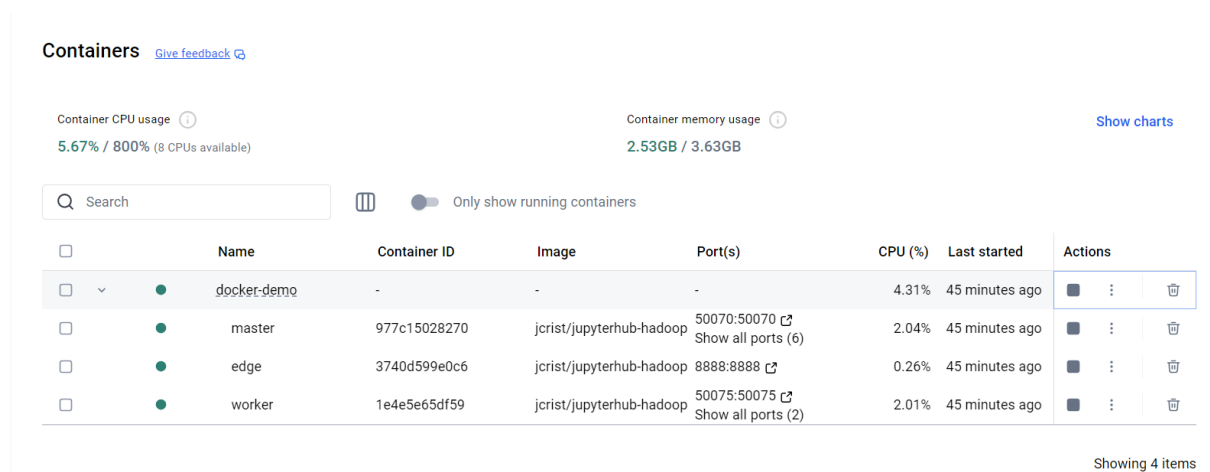 Containers Give feedback
Container CPU usage
5.67% / 800% (8 CPUs available)
Container memory usage
2.53GB / 3.63GB
Show charts
Search
Only show running containers
Name Container ID Image Port(s) CPU (%) Last started Actions
docker-demo - - - 4.31% 45 minutes ago
master 977c15028270 jcrist/jupyterhub-hadoop 50070:50070 2.04% 45 minutes ago
Show all ports (6)
edge 3740d599e0c6 jcrist/jupyterhub-hadoop 8888:8888 0.26% 45 minutes ago
worker 1e4e5e65df59 jcrist/jupyterhub-hadoop 50075:50075 2.01% 45 minutes ago
Show all ports (2)
Showing 4 items